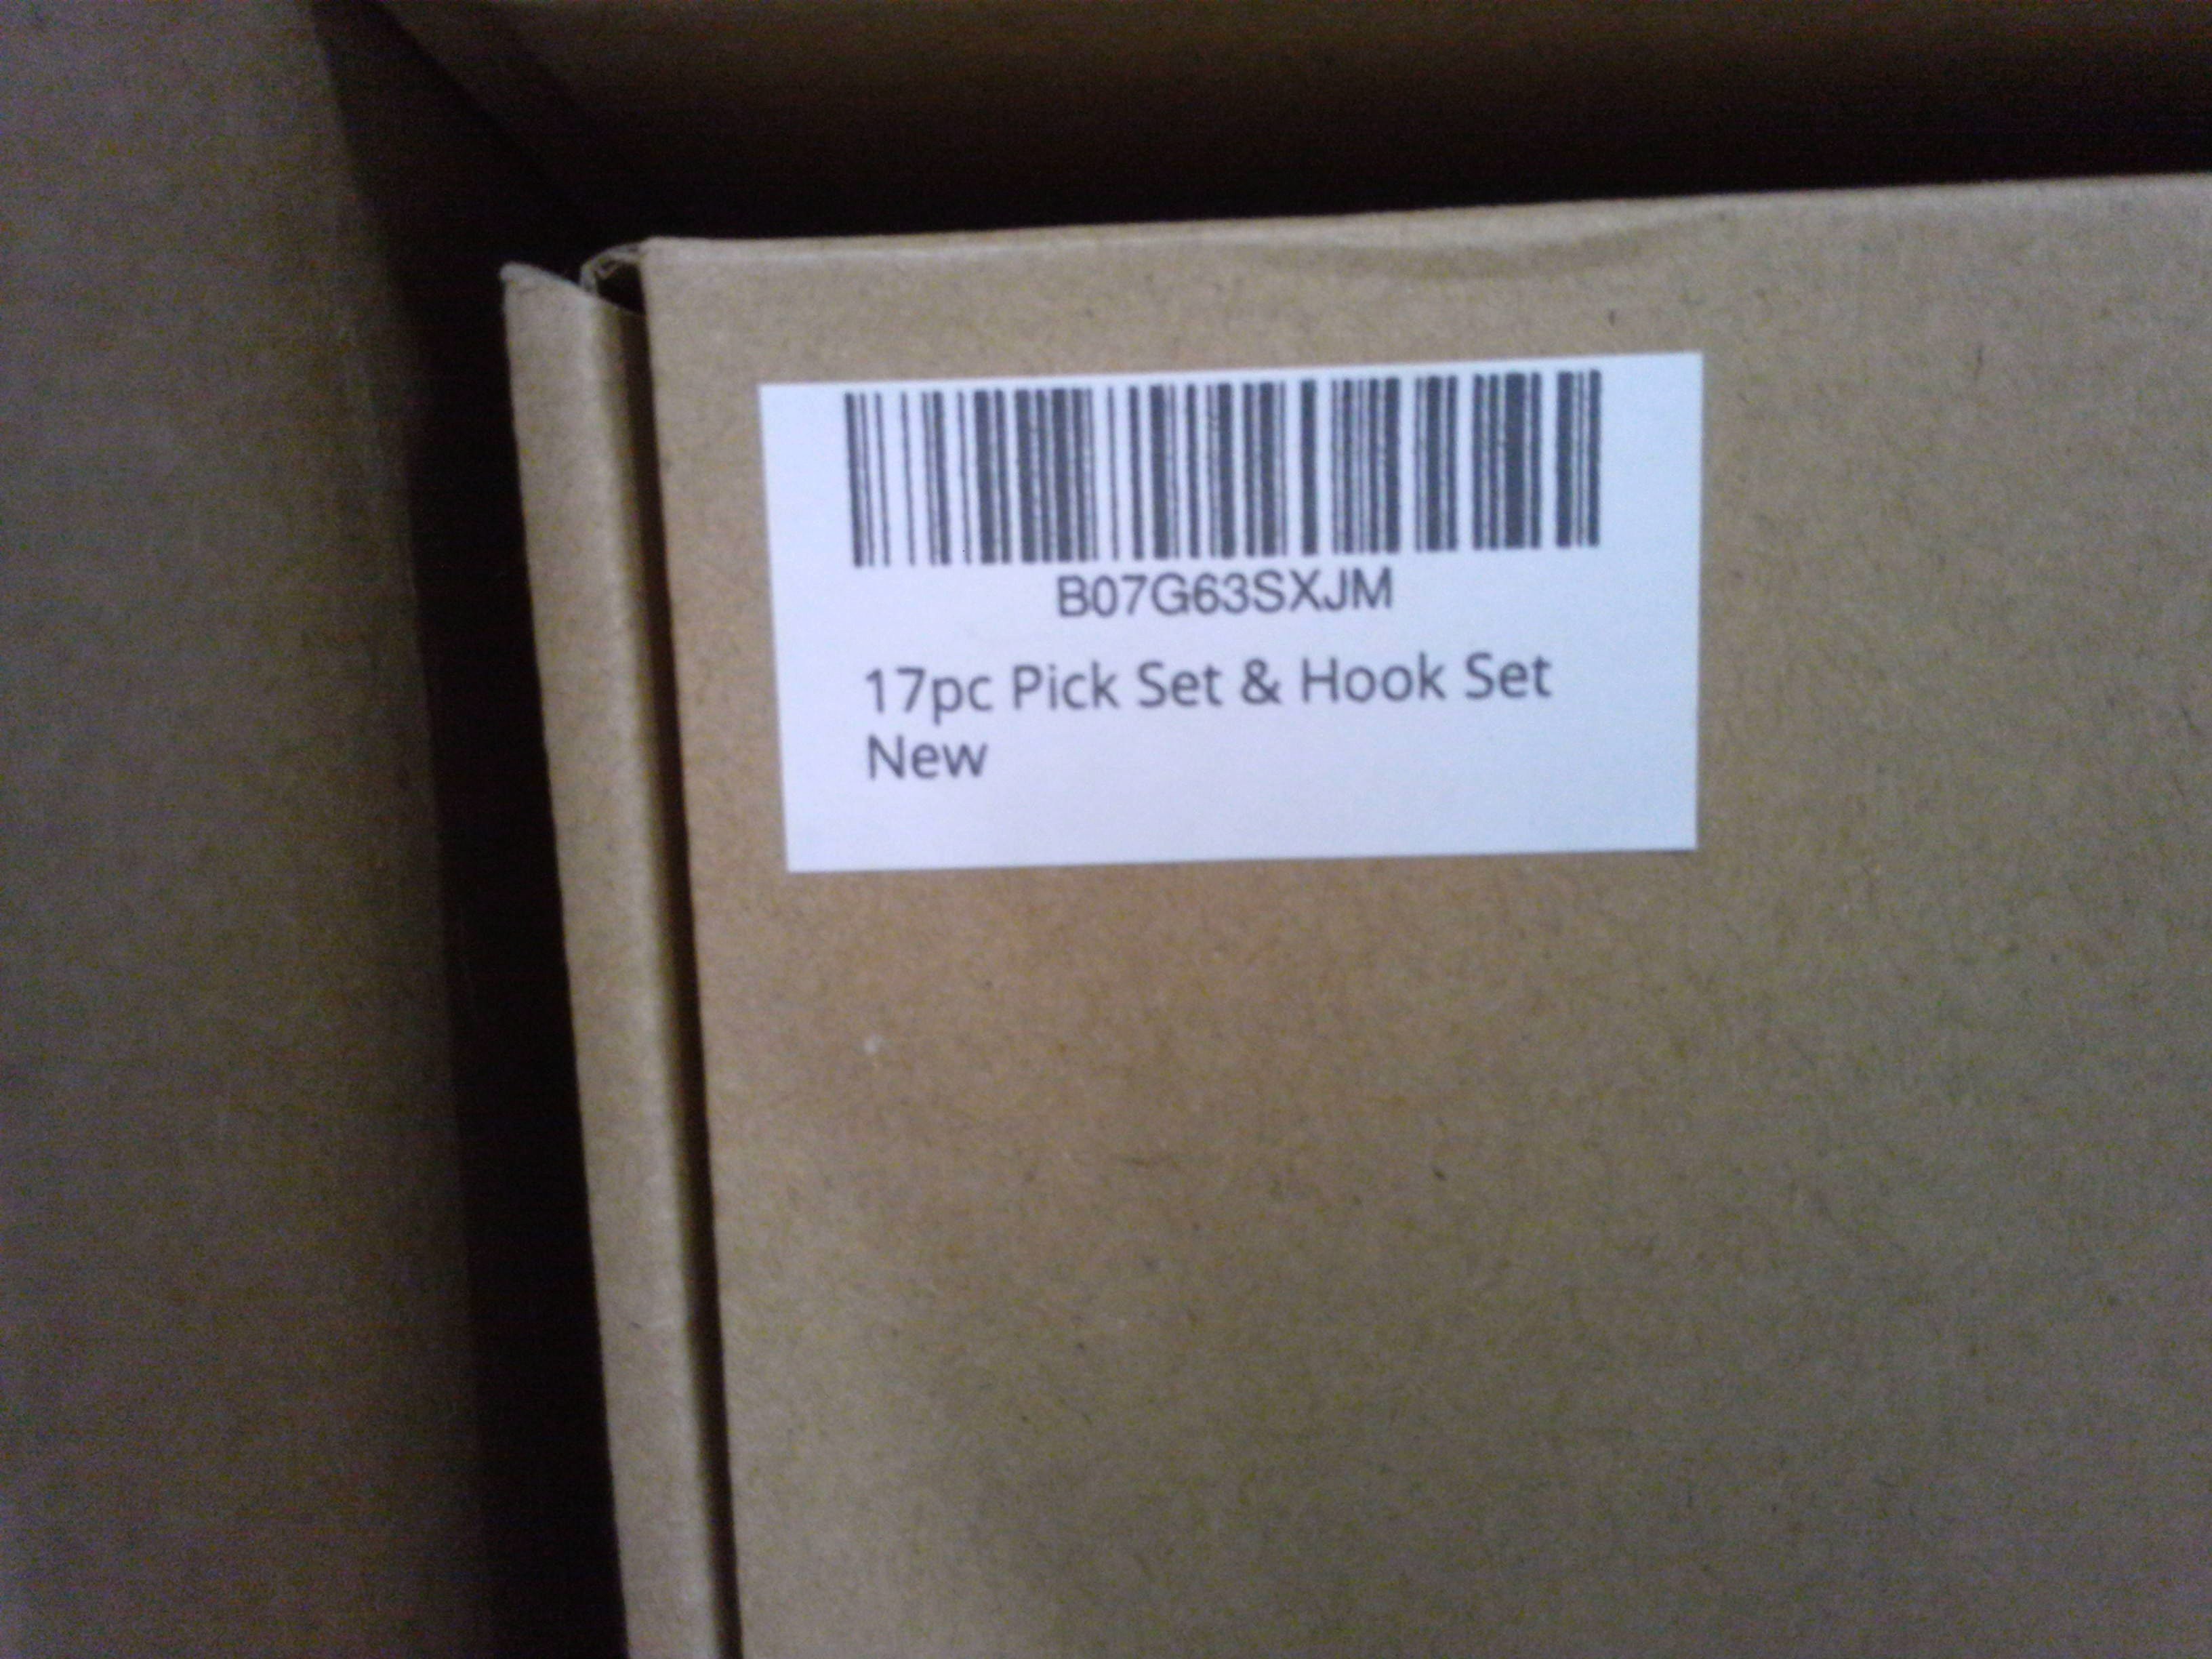 B07G63SXJM
17pc Pick Set & Hook Set
New